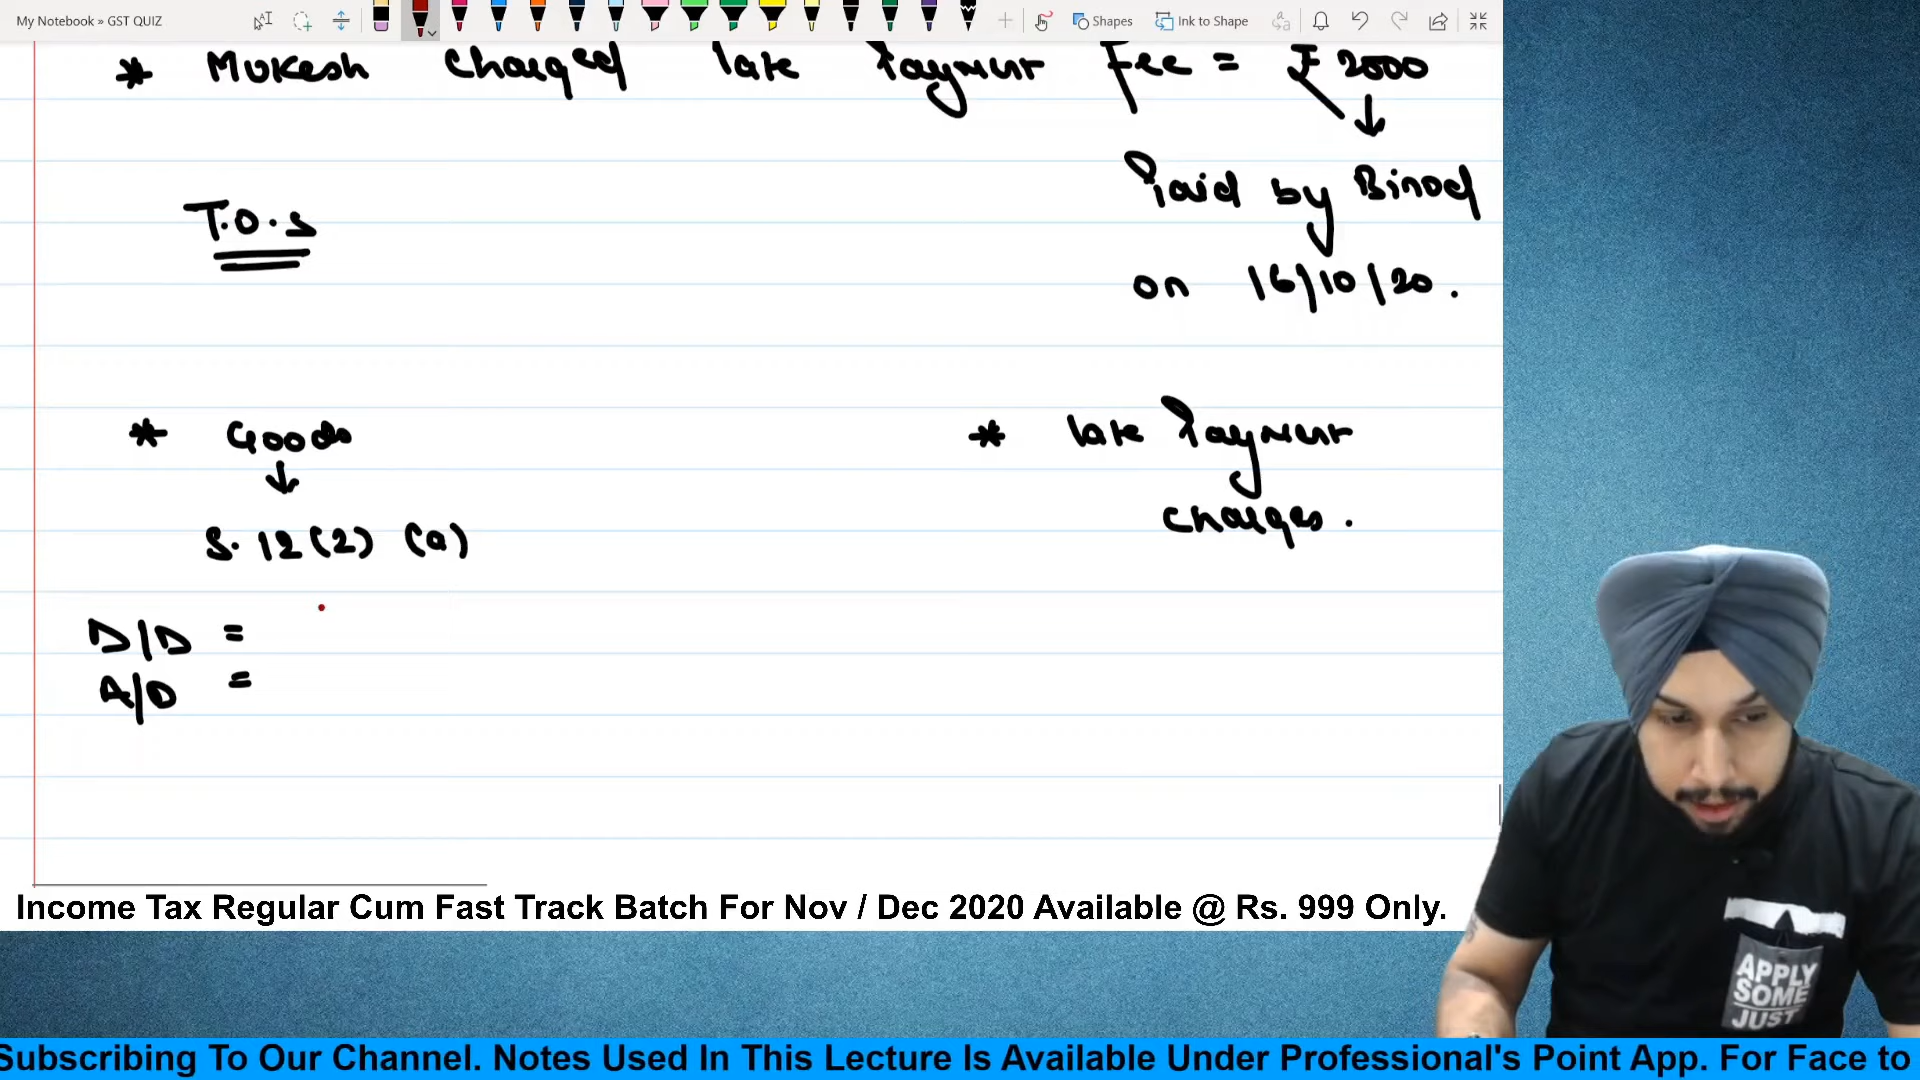 My Notebook » GST QUIZ
Shapes
Ink to Shape
* Mukesh Charged late Payment Fee = ₹ 2000
↓
Paid by Binod
on 16/10/20.
T.O.S
* Goods
↓
S. 12 (2) (a)
D/D =
A/D =
* late Payment
Charges.
Income Tax Regular Cum Fast Track Batch For Nov / Dec 2020 Available @ Rs. 999 Only.
APPLY
SOME
JUST
Subscribing To Our Channel. Notes Used In This Lecture Is Available Under Professional's Point App. For Face to